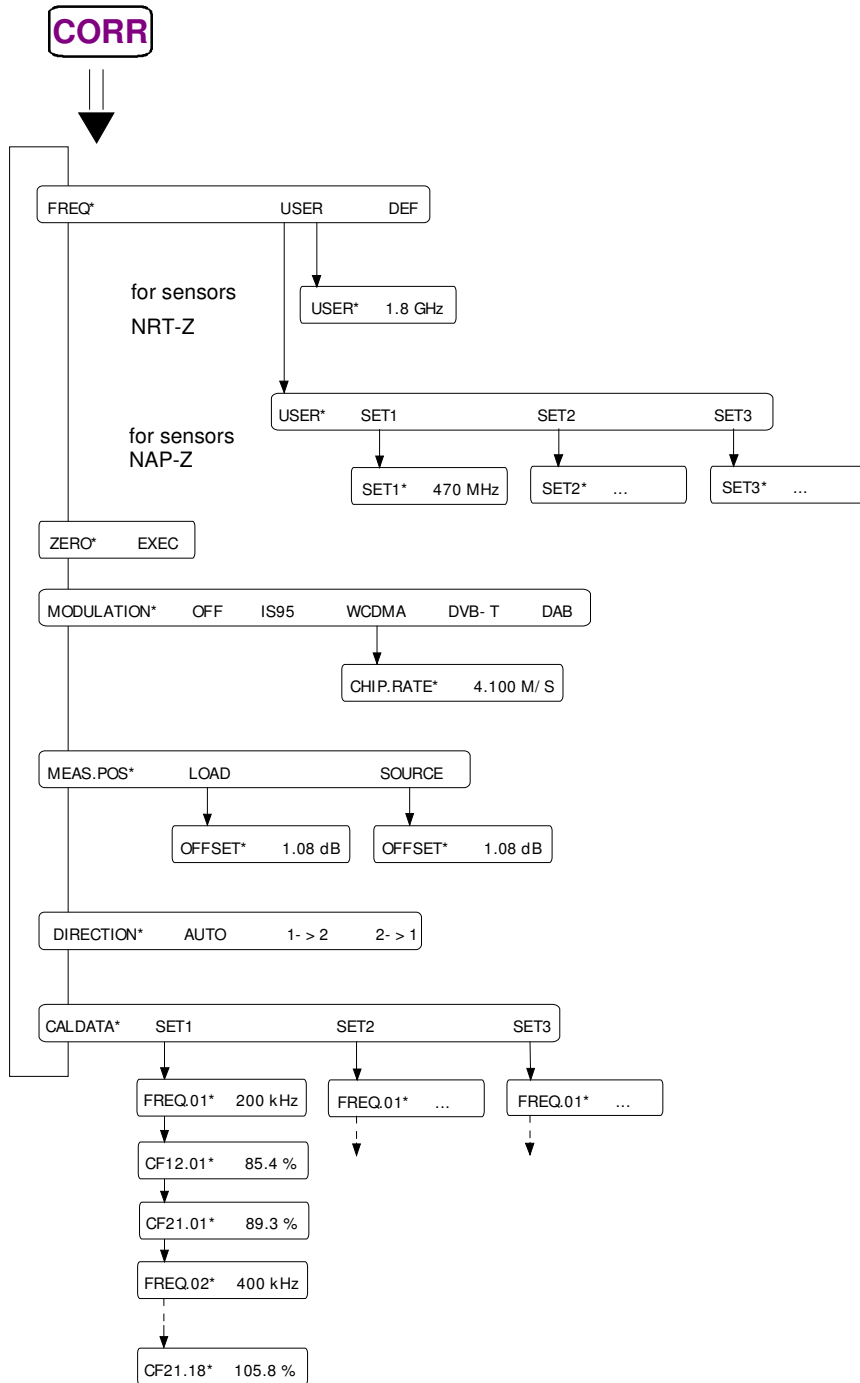 CORR
FREQ* USER DEF
for sensors
NRT-Z
USER* 1.8 GHz
for sensors
NAP-Z
USER* SET1 SET2 SET3
SET1* 470 MHz SET2* ... SET3* ...
ZERO* EXEC
MODULATION* OFF IS95 WCDMA DVB- T DAB
CHIP.RATE* 4.100 M/ S
MEAS.POS* LOAD SOURCE
OFFSET* 1.08 dB OFFSET* 1.08 dB
DIRECTION* AUTO 1- > 2 2- > 1
CALDATA* SET1 SET2 SET3
FREQ.01* 200 kHz FREQ.01* ... FREQ.01* ...
CF12.01* 85.4 %
CF21.01* 89.3 %
FREQ.02* 400 kHz
CF21.18* 105.8 %